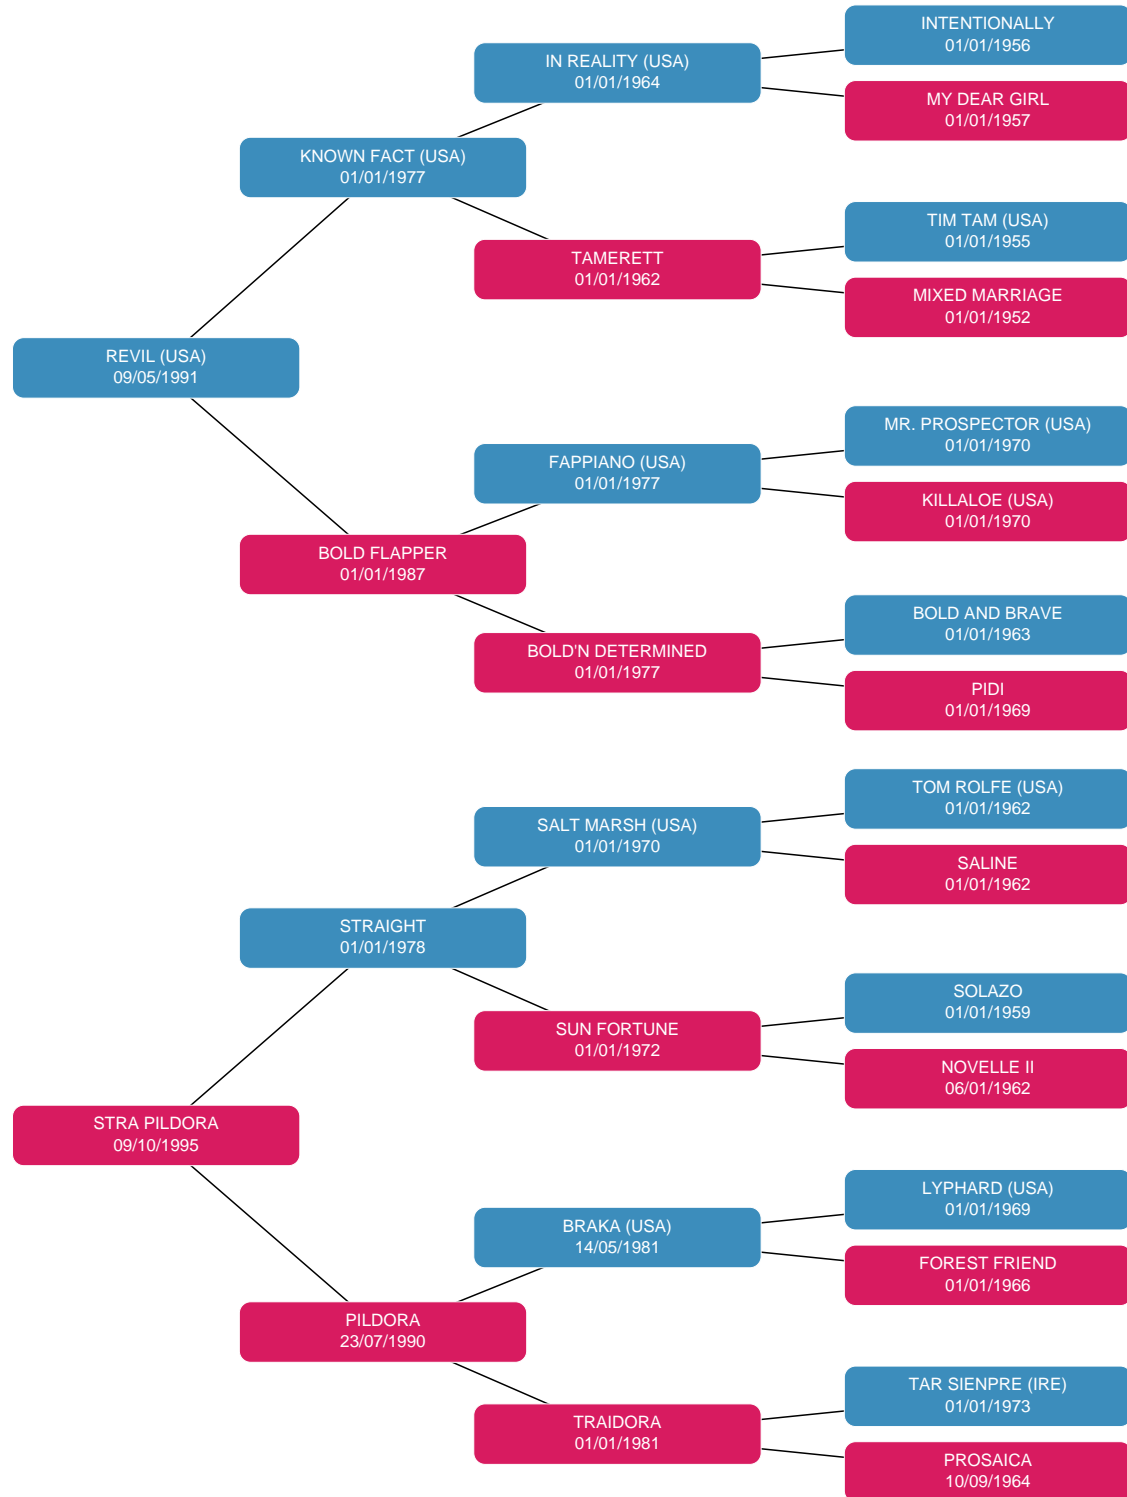 INTENTIONALLY
01/01/1956
IN REALITY (USA)
01/01/1964
MY DEAR GIRL
01/01/1957
KNOWN FACT (USA)
01/01/1977
TIM TAM (USA)
01/01/1955
TAMERETT
01/01/1962
MIXED MARRIAGE
01/01/1952
REVIL (USA)
09/05/1991
MR. PROSPECTOR (USA)
01/01/1970
FAPPIANO (USA)
01/01/1977
KILLALOE (USA)
01/01/1970
BOLD FLAPPER
01/01/1987
BOLD AND BRAVE
01/01/1963
BOLD'N DETERMINED
01/01/1977
PIDI
01/01/1969
TOM ROLFE (USA)
01/01/1962
SALT MARSH (USA)
01/01/1970
SALINE
01/01/1962
STRAIGHT
01/01/1978
SOLAZO
01/01/1959
SUN FORTUNE
01/01/1972
NOVELLE II
06/01/1962
STRA PILDORA
09/10/1995
LYPHARD (USA)
01/01/1969
BRAKA (USA)
14/05/1981
FOREST FRIEND
01/01/1966
PILDORA
23/07/1990
TAR SIENPRE (IRE)
01/01/1973
TRAIDORA
01/01/1981
PROSAICA
10/09/1964